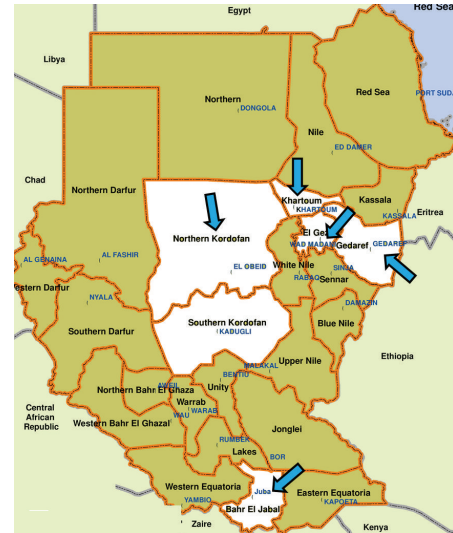 Egypt
Red Sea
Libya
Red Sea
Northern
DONGOLA
PORT SUDA
Nile
ED DAMER
Chad
Northern Darfur
Khartoum
KHARTOUM
Kassala
KASSALA
Eritrea
El Gez
WAD MADAN
Gedaref
GEDAREF
Northern Kordofan
AL GENAINA
AL FASHIR
EL OBEID
White Nile
RABAQ
SINJA
Sennar
estern Darfur
NYALA
DAMAZIN
Southern Kordofan
KADUGLI
Blue Nile
Southern Darfur
Ethiopia
MALAKAL
Upper Nile
BENTIU
Unity
Northern Bahr El Ghaza
AWEIL
Warrab
WARAB
WAU
Central
African
Republic
Western Bahr El Ghazal
Jonglei
RUMBEK
Lakes
BOR
Western Equatoria
YAMBIO
Juba
Bahr El Jabal
Eastern Equatoria
KAPOETA
Zaire
Kenya